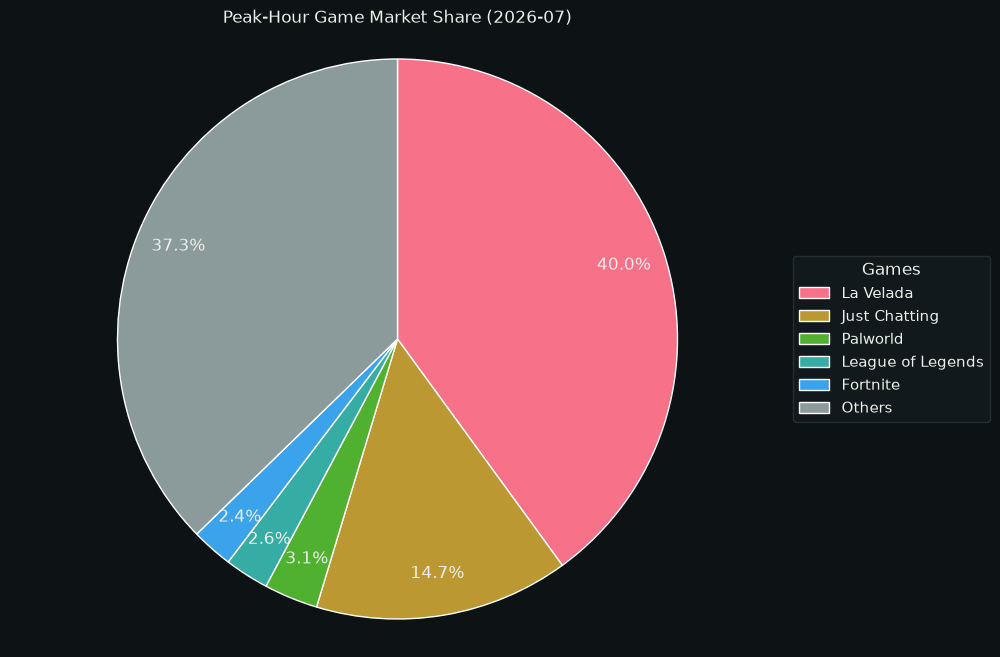 Peak-Hour Game Market Share (2026-07)
40.0%
37.3%
2.4%
2.6%
3.1%
14.7%
Games
La Velada
Just Chatting
Palworld
League of Legends
Fortnite
Others